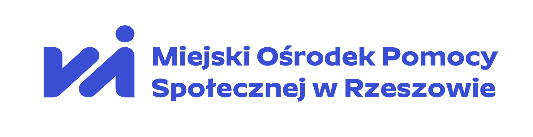 Miejski Ośrodek Pomocy
Społecznej w Rzeszowie